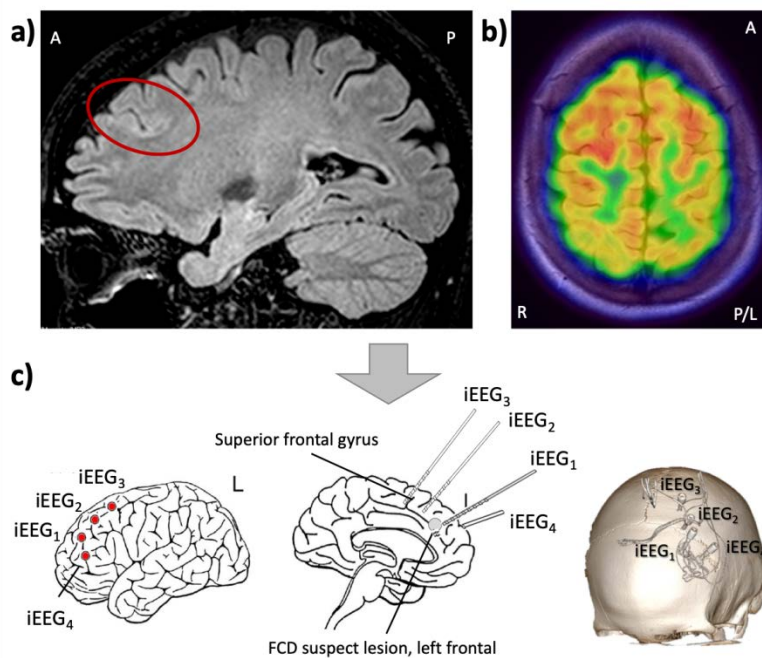 a)
A
P
b)
A
R
P/L
c)
iEEG3
iEEG2
Superior frontal gyrus
iEEG1
iEEG4
FCD suspect lesion, left frontal
L
iEEG3
iEEG2
iEEG1
iEEG4
iEEG3
iEEG2
iEEG1